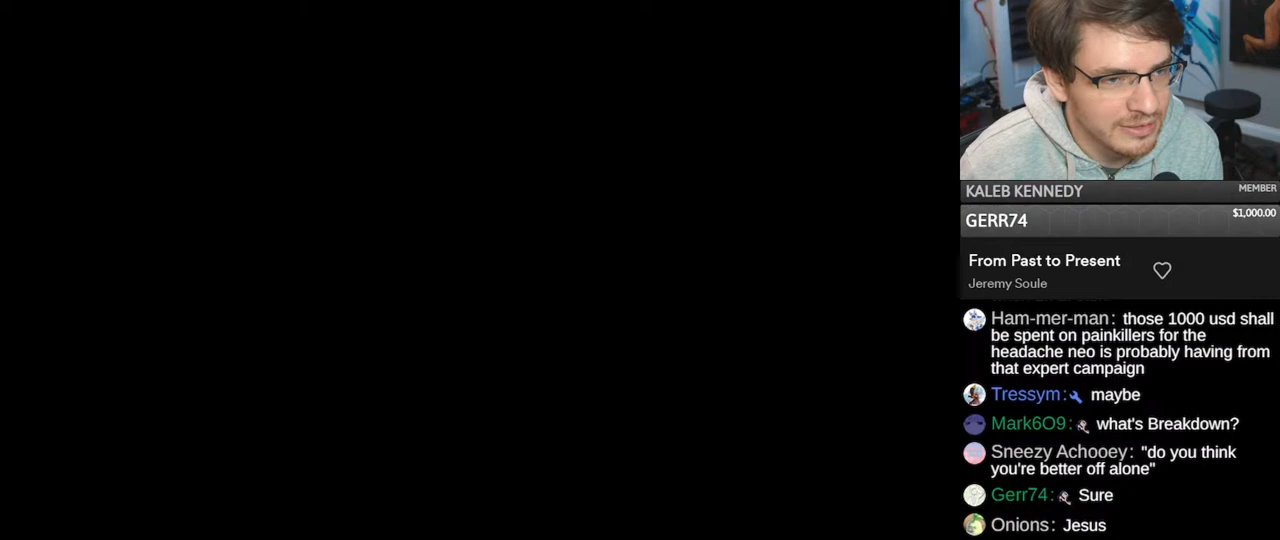 KALEB KENNEDY
MEMBER
GERR74
$1,000.00
From Past to Present
Jeremy Soule
Ham-mer-man: those 1000 usd shall
be spent on painkillers for the
headache neo is probably having from
that expert campaign
Tressym: maybe
Mark6O9: what's Breakdown?
Sneezy Achooey: "do you think
you're better off alone"
Gerr74: Sure
Onions: Jesus